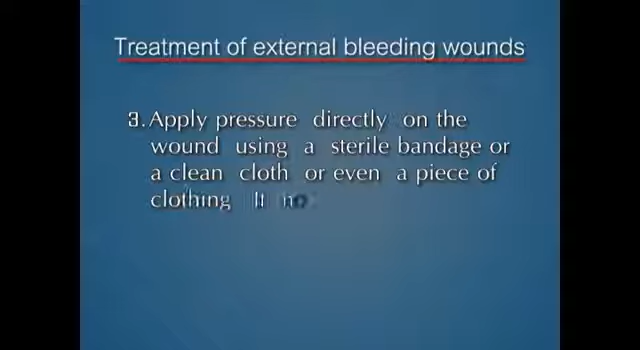 Treatment of external bleeding wounds
3. Apply pressure directly on the
wound using a sterile bandage or
a clean cloth or even a piece of
clothing